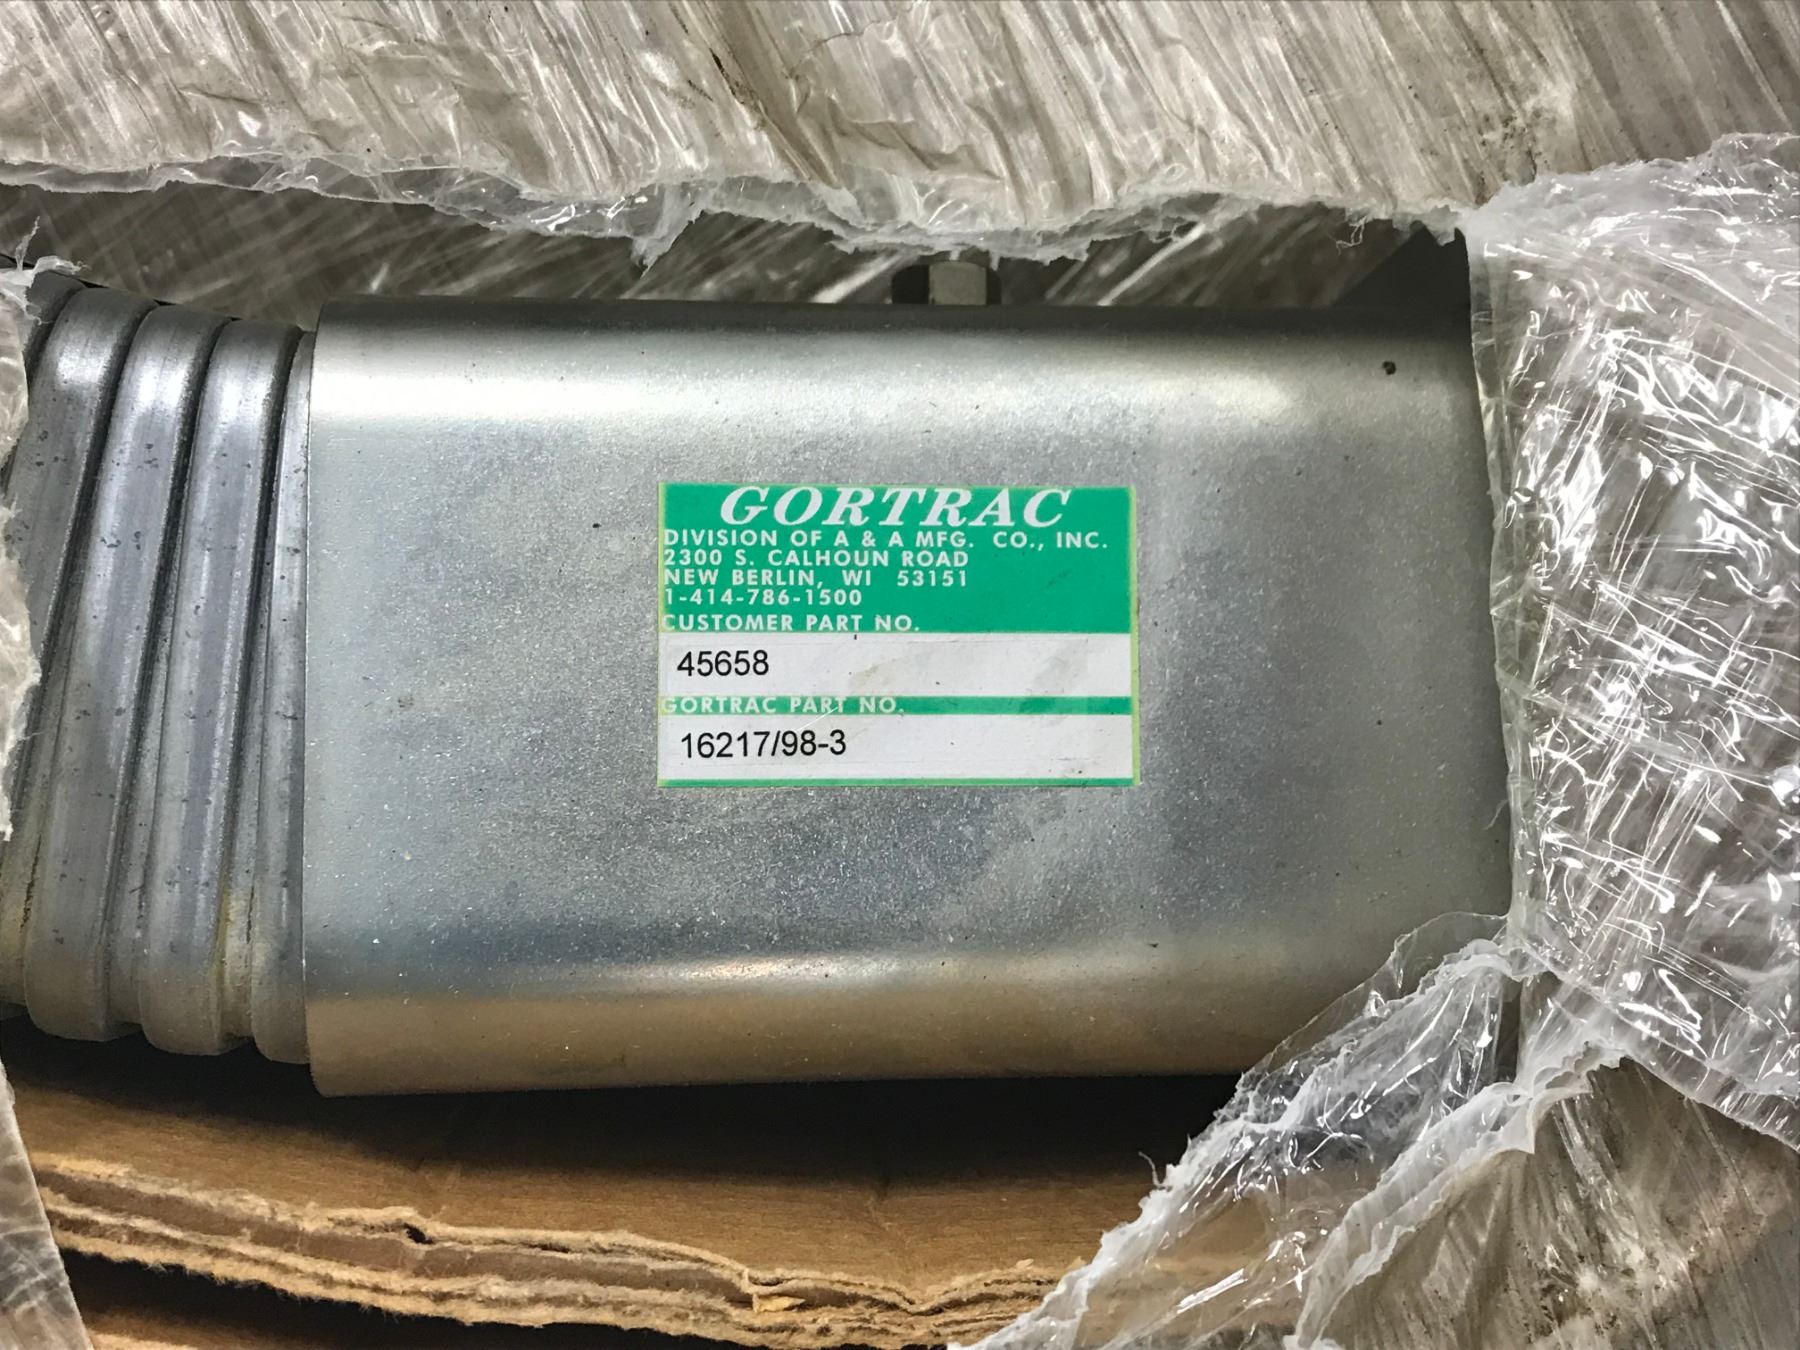 GORTRAC
DIVISION OF A & A MFG. CO., INC.
2300 S. CALHOUN ROAD
NEW BERLIN, WI 53151
1-414-786-1500
CUSTOMER PART NO.
45658
GORTRAC PART NO.
16217/98-3